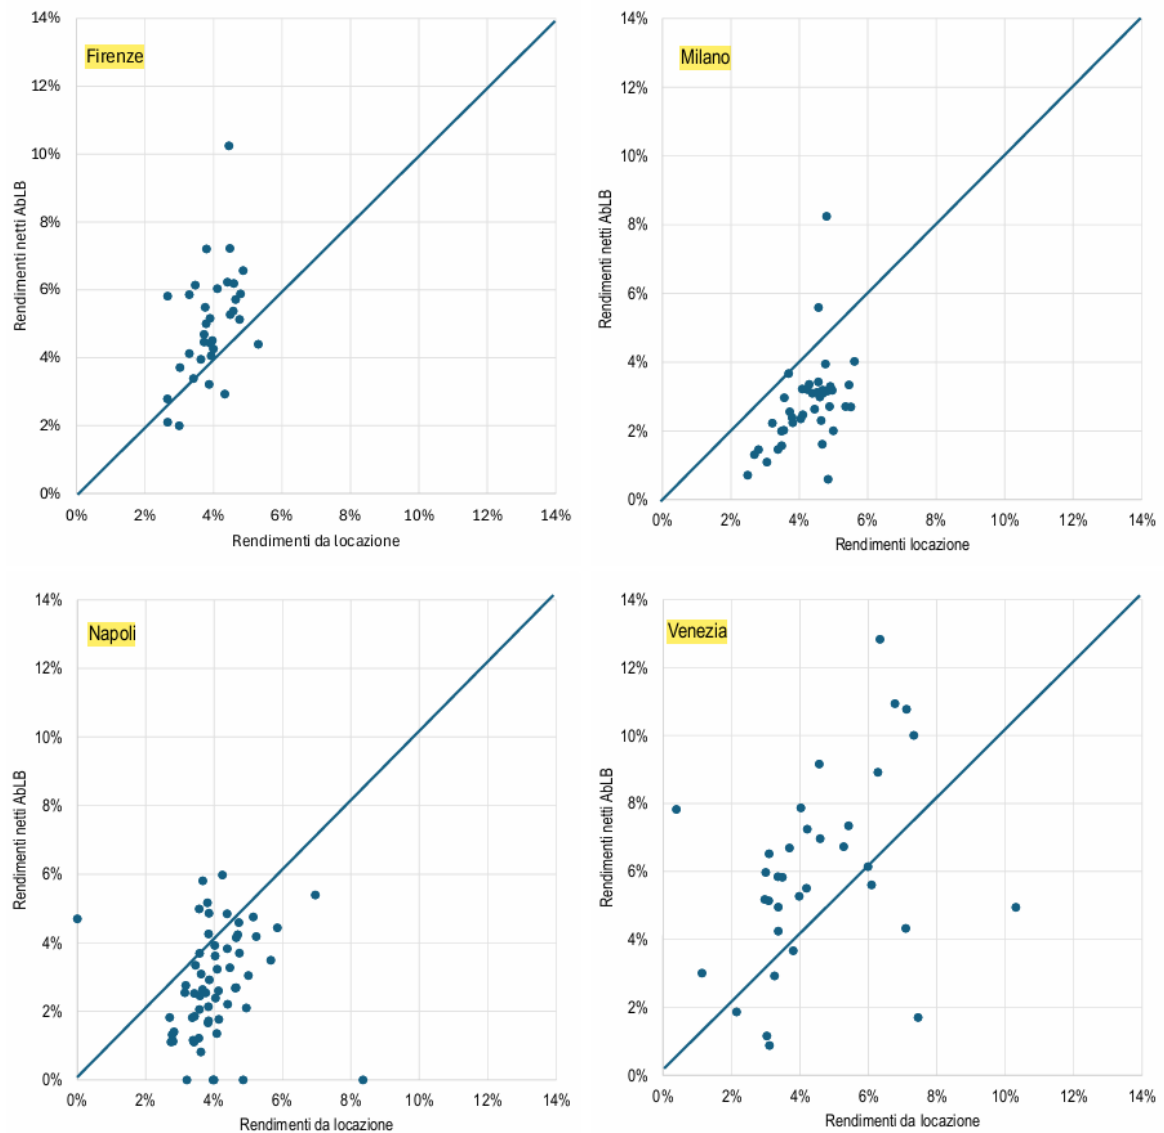 Firenze
14%
12%
10%
8%
6%
4%
2%
0%
Rendimenti netti AbLB
0% 2% 4% 6% 8% 10% 12% 14%
Rendimenti da locazione
Milano
14%
12%
10%
8%
6%
4%
2%
0%
Rendimenti netti AbLB
0% 2% 4% 6% 8% 10% 12% 14%
Rendimenti locazione
Napoli
14%
12%
10%
8%
6%
4%
2%
0%
Rendimenti netti AbLB
0% 2% 4% 6% 8% 10% 12% 14%
Rendimenti da locazione
Venezia
14%
12%
10%
8%
6%
4%
2%
0%
Rendimenti netti AbLB
0% 2% 4% 6% 8% 10% 12% 14%
Rendimenti da locazione